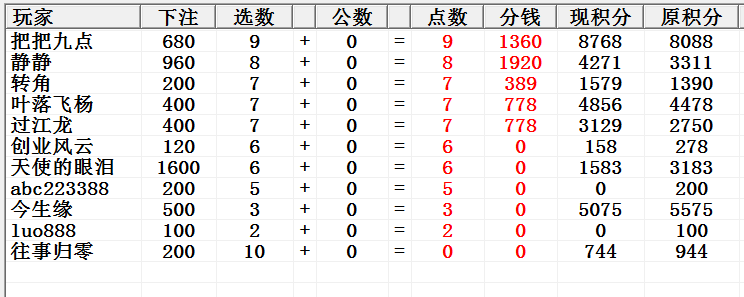 玩家 下注 选数 公数 点数 分钱 现积分 原积分
把把九点 680 9 + 0 = 9 1360 8768 8088
静静 960 8 + 0 = 8 1920 4271 3311
转角 200 7 + 0 = 7 389 1579 1390
叶落飞杨 400 7 + 0 = 7 778 4856 4478
过江龙 400 7 + 0 = 7 778 3129 2750
创业风云 120 6 + 0 = 6 0 158 278
天使的眼泪 1600 6 + 0 = 6 0 1583 3183
abc223388 200 5 + 0 = 5 0 0 200
今生缘 500 3 + 0 = 3 0 5075 5575
luo888 100 2 + 0 = 2 0 0 100
往事归零 200 10 + 0 = 0 0 744 944